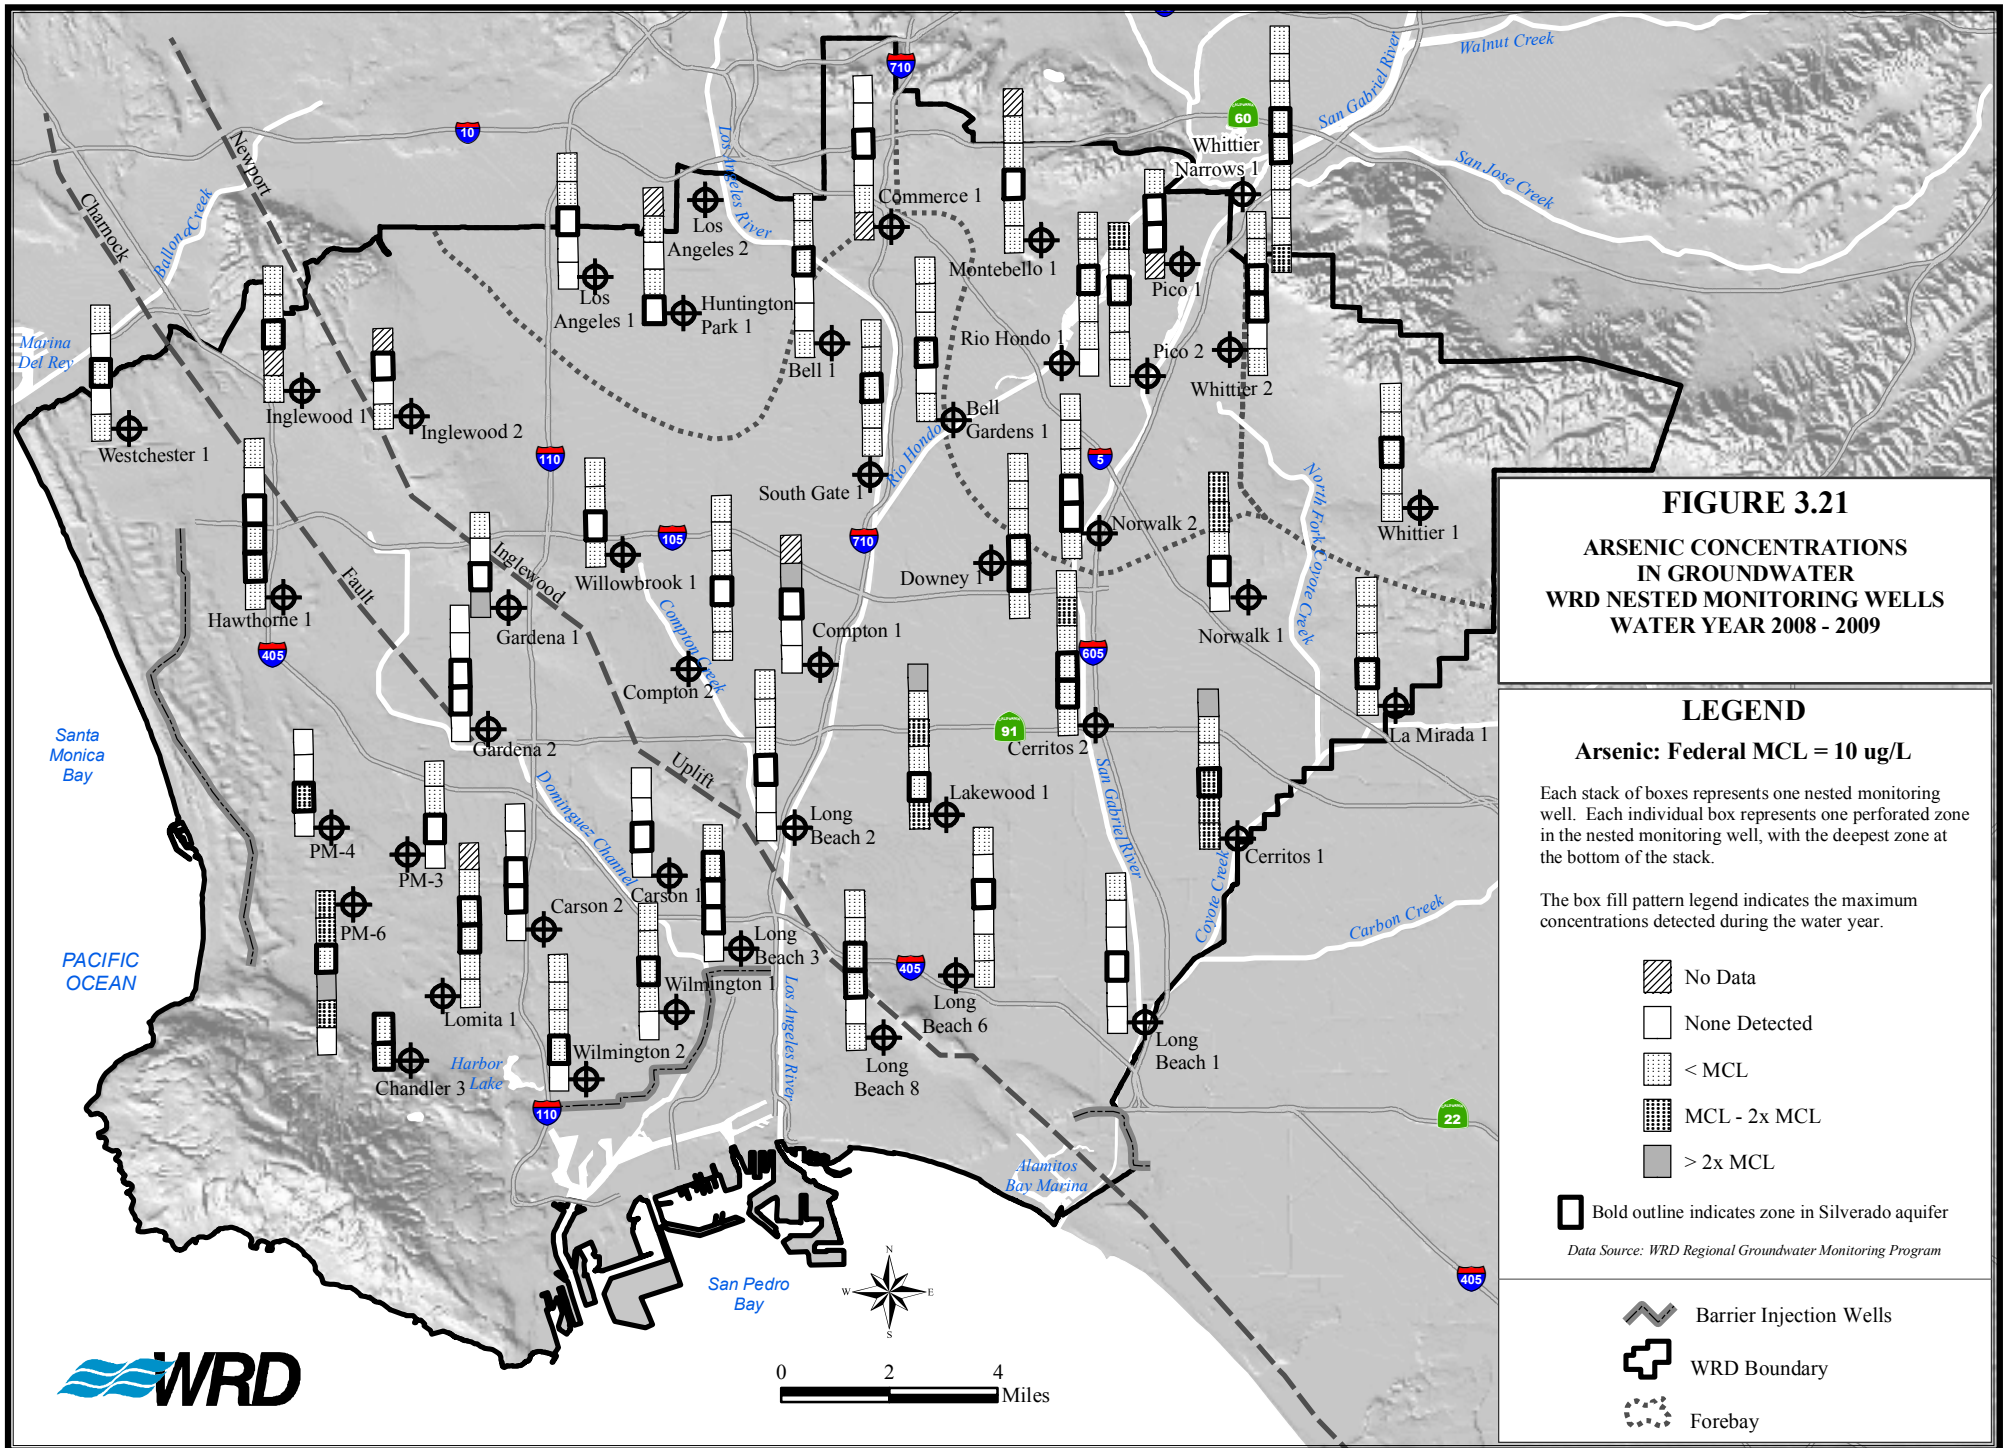 FIGURE 3.21
ARSENIC CONCENTRATIONS
IN GROUNDWATER
WRD NESTED MONITORING WELLS
WATER YEAR 2008 - 2009
LEGEND
Arsenic: Federal MCL = 10 ug/L
Each stack of boxes represents one nested monitoring
well. Each individual box represents one perforated zone
in the nested monitoring well, with the deepest zone at
the bottom of the stack.
The box fill pattern legend indicates the maximum
concentrations detected during the water year.
No Data
None Detected
< MCL
MCL - 2x MCL
> 2x MCL
Bold outline indicates zone in Silverado aquifer
Data Source: WRD Regional Groundwater Monitoring Program
Barrier Injection Wells
WRD Boundary
Forebay
Walnut Creek
San Gabriel River
San Jose Creek
710
10
CALIFORNIA
60
Whittier
Narrows 1
Newport
Charnock
Ballona Creek
Los Angeles River
Commerce 1
Los
Angeles 2
Montebello 1
Pico 1
Los
Angeles 1
Huntington
Park 1
Marina
Del Rey
Bell 1
Rio Hondo 1
Pico 2
Whittier 2
Inglewood 1
Inglewood 2
Westchester 1
Bell
Gardens 1
Rio Hondo
110
5
South Gate 1
North Fork Coyote Creek
Whittier 1
Norwalk 2
105
710
Inglewood
Willowbrook 1
Fault
Downey 1
Hawthorne 1
Gardena 1
Compton Creek
Compton 1
Norwalk 1
405
605
Compton 2
CALIFORNIA
91
Cerritos 2
La Mirada 1
Santa
Monica
Bay
Gardena 2
Uplift
Dominguez Channel
Lakewood 1
San Gabriel River
Long
Beach 2
PM-4
PM-3
Cerritos 1
Coyote Creek
Carson 1
Carson 2
PM-6
Carbon Creek
Long
Beach 3
PACIFIC
OCEAN
405
Wilmington 1
Long
Beach 6
Lomita 1
Los Angeles River
Long
Beach 1
Wilmington 2
Harbor
Lake
Chandler 3
Long
Beach 8
110
CALIFORNIA
22
Alamitos
Bay Marina
405
San Pedro
Bay
N
W
E
S
WRD
0
2
4
Miles